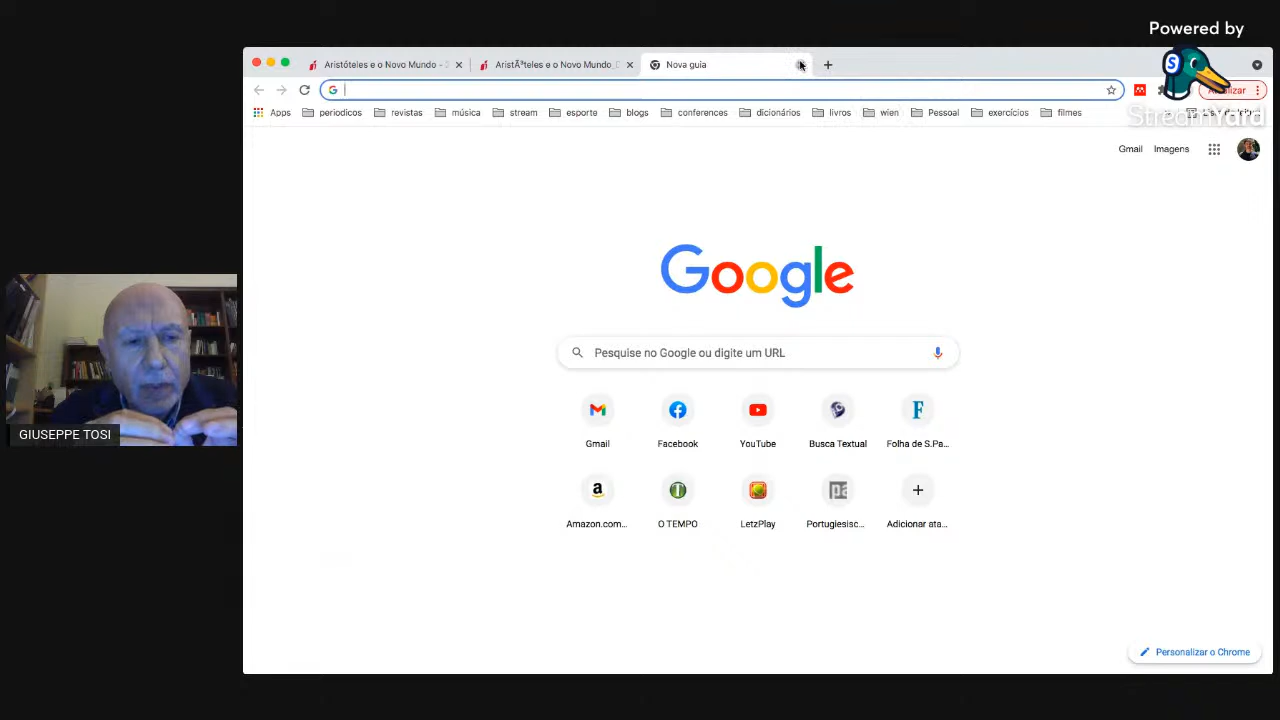 Powered by
StreamYard
Aristóteles e o Novo Mundo -
AristÃ³teles e o Novo Mundo_
Nova guia
Apps
periodicos
revistas
música
stream
esporte
blogs
conferences
dicionários
livros
wien
Pessoal
exercícios
filmes
Gmail
Imagens
Google
Pesquise no Google ou digite um URL
Gmail
Facebook
YouTube
Busca Textual
Folha de S.Pa...
Amazon.com...
O TEMPO
LetzPlay
Portugiesisc...
Adicionar ata...
GIUSEPPE TOSI
Personalizar o Chrome